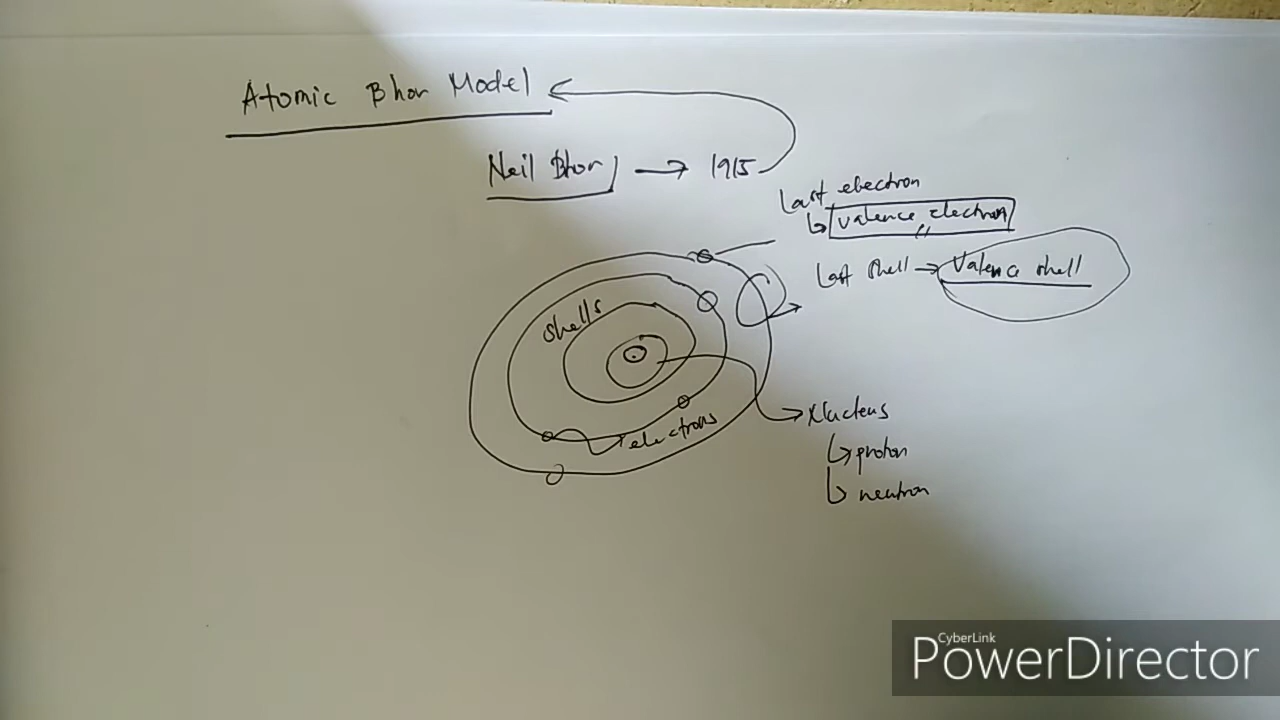 Atomic Bhor Model
Neil Bhor → 1915
Last electron
valence electron
Last shell → Valence shell
shells
electrons
Nucleus
proton
neutron
CyberLink
PowerDirector